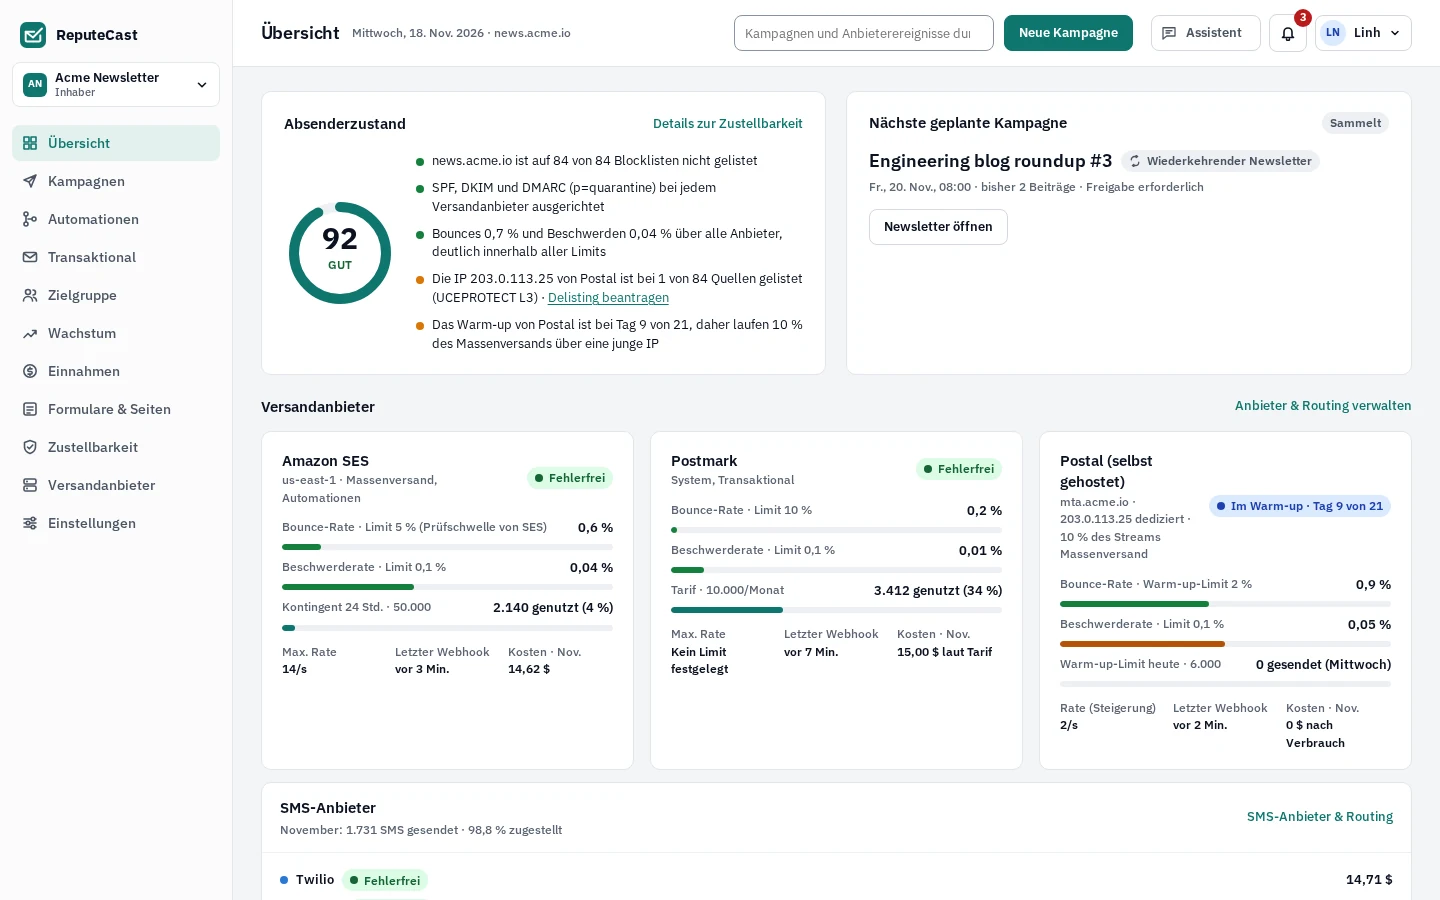 ReputeCast
AN
Acme Newsletter
Inhaber
Übersicht
Kampagnen
Automationen
Transaktional
Zielgruppe
Wachstum
Einnahmen
Formulare & Seiten
Zustellbarkeit
Versandanbieter
Einstellungen
Übersicht
Mittwoch, 18. Nov. 2026 · news.acme.io
Kampagnen und Anbieterereignisse du
Neue Kampagne
Assistent
3
LN
Linh
Absenderzustand
Details zur Zustellbarkeit
92
GUT
news.acme.io ist auf 84 von 84 Blocklisten nicht gelistet
SPF, DKIM und DMARC (p=quarantine) bei jedem
Versandanbieter ausgerichtet
Bounces 0,7 % und Beschwerden 0,04 % über alle Anbieter,
deutlich innerhalb aller Limits
Die IP 203.0.113.25 von Postal ist bei 1 von 84 Quellen gelistet
(UCEPROTECT L3) · Delisting beantragen
Das Warm-up von Postal ist bei Tag 9 von 21, daher laufen 10 %
des Massenversands über eine junge IP
Nächste geplante Kampagne
Sammelt
Engineering blog roundup #3
Wiederkehrender Newsletter
Fr., 20. Nov., 08:00 · bisher 2 Beiträge · Freigabe erforderlich
Newsletter öffnen
Versandanbieter
Anbieter & Routing verwalten
Amazon SES
us-east-1 · Massenversand,
Automationen
Fehlerfrei
Bounce-Rate · Limit 5 % (Prüfschwelle von SES)
0,6 %
Beschwerderate · Limit 0,1 %
0,04 %
Kontingent 24 Std. · 50.000
2.140 genutzt (4 %)
Max. Rate
14/s
Letzter Webhook
vor 3 Min.
Kosten · Nov.
14,62 $
Postmark
System, Transaktional
Fehlerfrei
Bounce-Rate · Limit 10 %
0,2 %
Beschwerderate · Limit 0,1 %
0,01 %
Tarif · 10.000/Monat
3.412 genutzt (34 %)
Max. Rate
Kein Limit
festgelegt
Letzter Webhook
vor 7 Min.
Kosten · Nov.
15,00 $ laut Tarif
Postal (selbst
gehostet)
mta.acme.io ·
203.0.113.25 dediziert ·
10 % des Streams
Massenversand
Im Warm-up · Tag 9 von 21
Bounce-Rate · Warm-up-Limit 2 %
0,9 %
Beschwerderate · Limit 0,1 %
0,05 %
Warm-up-Limit heute · 6.000
0 gesendet (Mittwoch)
Rate (Steigerung)
2/s
Letzter Webhook
vor 2 Min.
Kosten · Nov.
0 $ nach
Verbrauch
SMS-Anbieter
November: 1.731 SMS gesendet · 98,8 % zugestellt
SMS-Anbieter & Routing
Twilio
Fehlerfrei
14,71 $